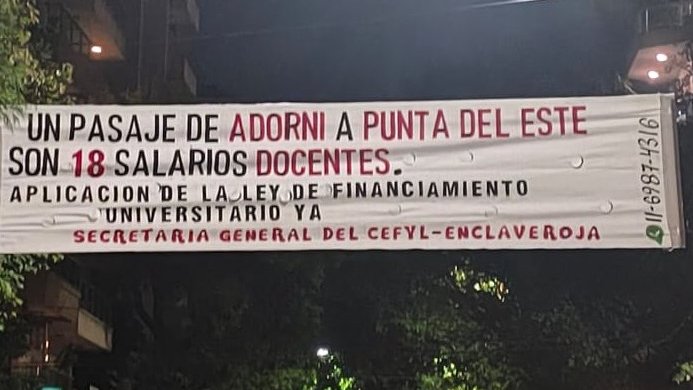 UN PASAJE DE ADORNI A PUNTA DEL ESTE
SON 18 SALARIOS DOCENTES.
APLICACION DE LA LEY DE FINANCIAMIENTO
UNIVERSITARIO YA
SECRETARIA GENERAL DEL CEFYL-ENCLAVEROJA
11-6987-4316